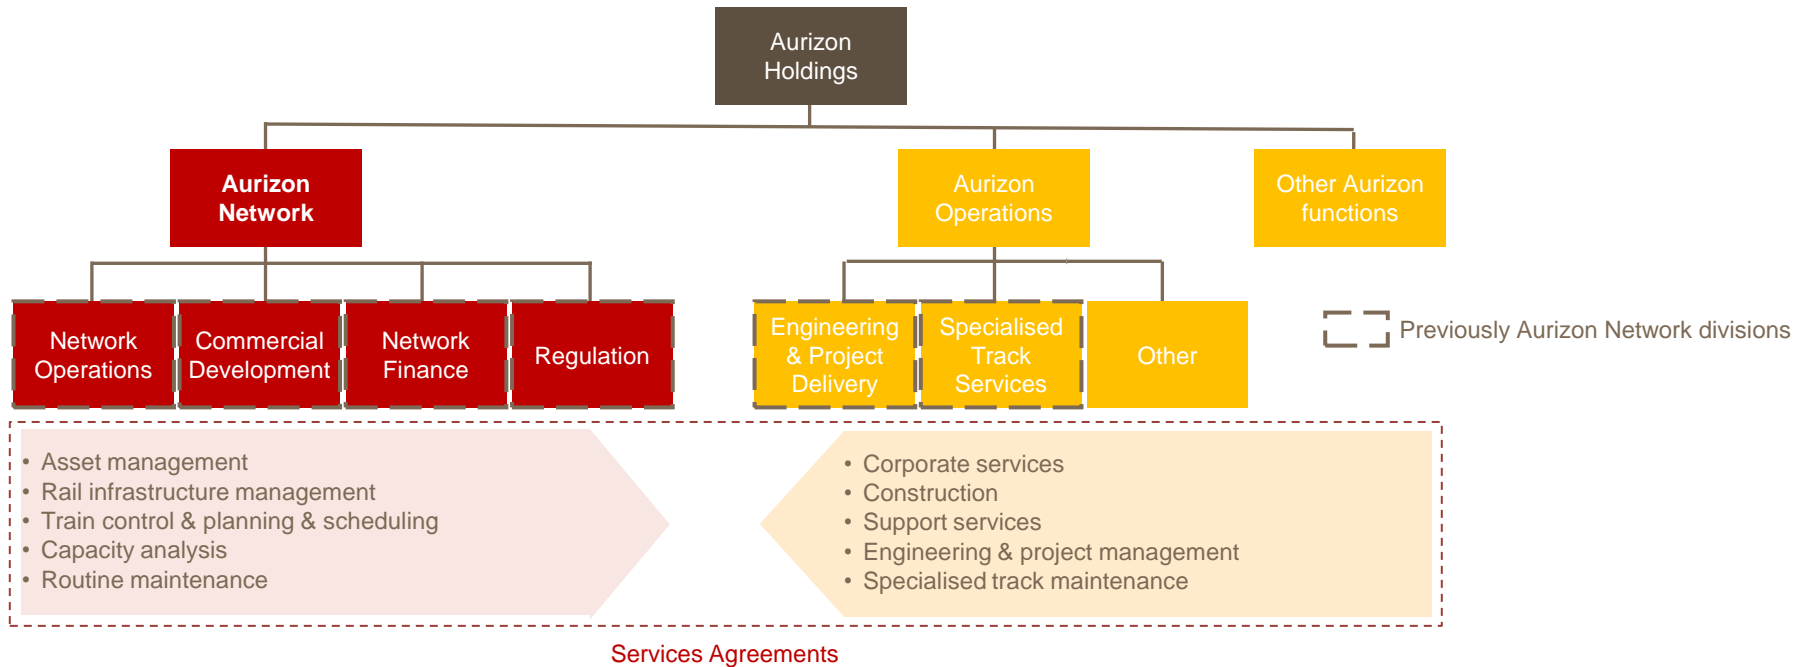 Aurizon
Holdings
Aurizon
Network
Aurizon
Operations
Other Aurizon
functions
Network
Operations
Commercial
Development
Network
Finance
Regulation
Engineering
& Project
Delivery
Specialised
Track
Services
Other
Previously Aurizon Network divisions
• Asset management
• Rail infrastructure management
• Train control & planning & scheduling
• Capacity analysis
• Routine maintenance
• Corporate services
• Construction
• Support services
• Engineering & project management
• Specialised track maintenance
Services Agreements